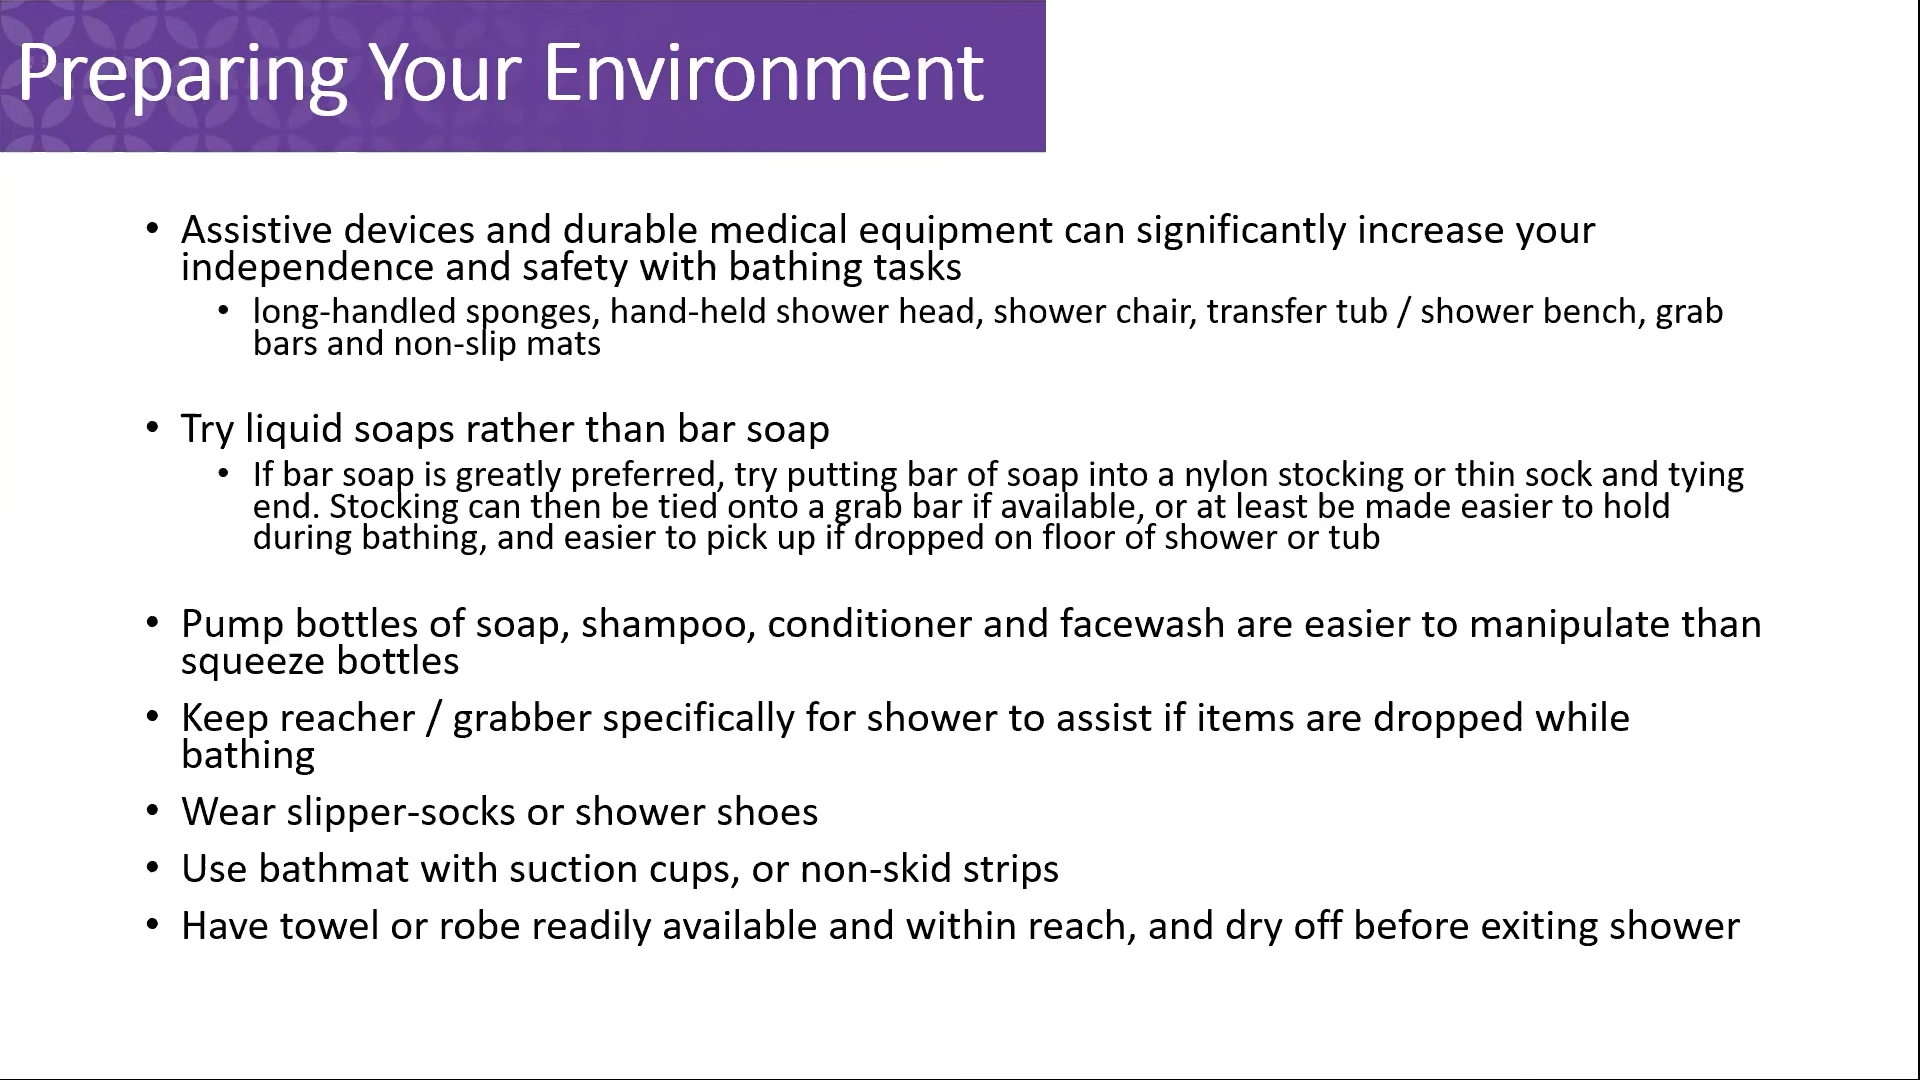 Preparing Your Environment
• Assistive devices and durable medical equipment can significantly increase your
independence and safety with bathing tasks
• long-handled sponges, hand-held shower head, shower chair, transfer tub / shower bench, grab
bars and non-slip mats
• Try liquid soaps rather than bar soap
• If bar soap is greatly preferred, try putting bar of soap into a nylon stocking or thin sock and tying
end. Stocking can then be tied onto a grab bar if available, or at least be made easier to hold
during bathing, and easier to pick up if dropped on floor of shower or tub
• Pump bottles of soap, shampoo, conditioner and facewash are easier to manipulate than
squeeze bottles
• Keep reacher / grabber specifically for shower to assist if items are dropped while
bathing
• Wear slipper-socks or shower shoes
• Use bathmat with suction cups, or non-skid strips
• Have towel or robe readily available and within reach, and dry off before exiting shower